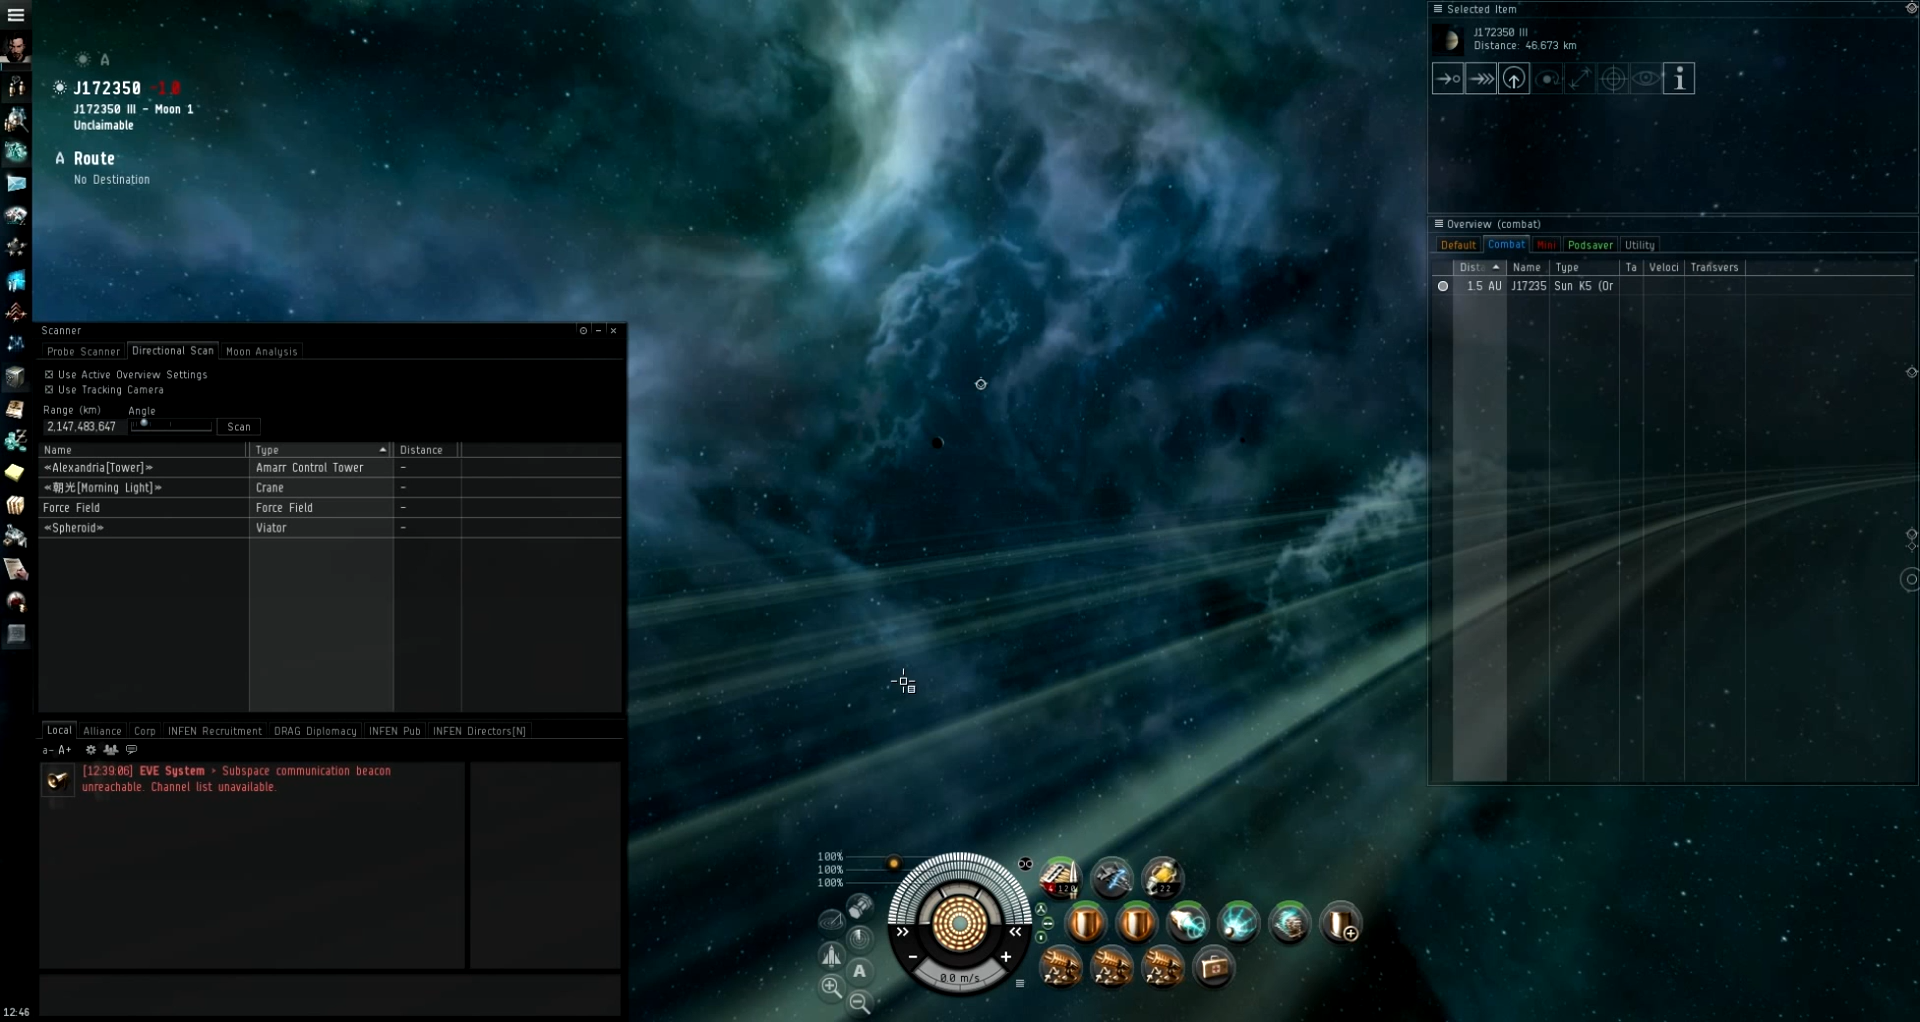 A
J172350 -1.0
J172350 III - Moon 1
Unclaimable
A Route
No Destination
Scanner
Probe Scanner Directional Scan Moon Analysis
Use Active Overview Settings
Use Tracking Camera
Range (km) Angle
2,147,483,647 Scan
Name Type Distance
«Alexandria[Tower]» Amarr Control Tower -
«朝光[Morning Light]» Crane -
Force Field Force Field -
«Spheroid» Viator -
Local Alliance Corp INFEN Recruitment DRAG Diplomacy INFEN Pub INFEN Directors[N]
a- A+
[12:39:06] EVE System > Subspace communication beacon
unreachable. Channel list unavailable.
12:46
Selected Item
J172350 III
Distance: 46.673 km
Overview (combat)
Default Combat Mini Podsaver Utility
Dista Name Type Ta Veloci Transvers
1.5 AU J17235 Sun K5 (Or
100%
100%
100%
120
22
A
0.0 m/s